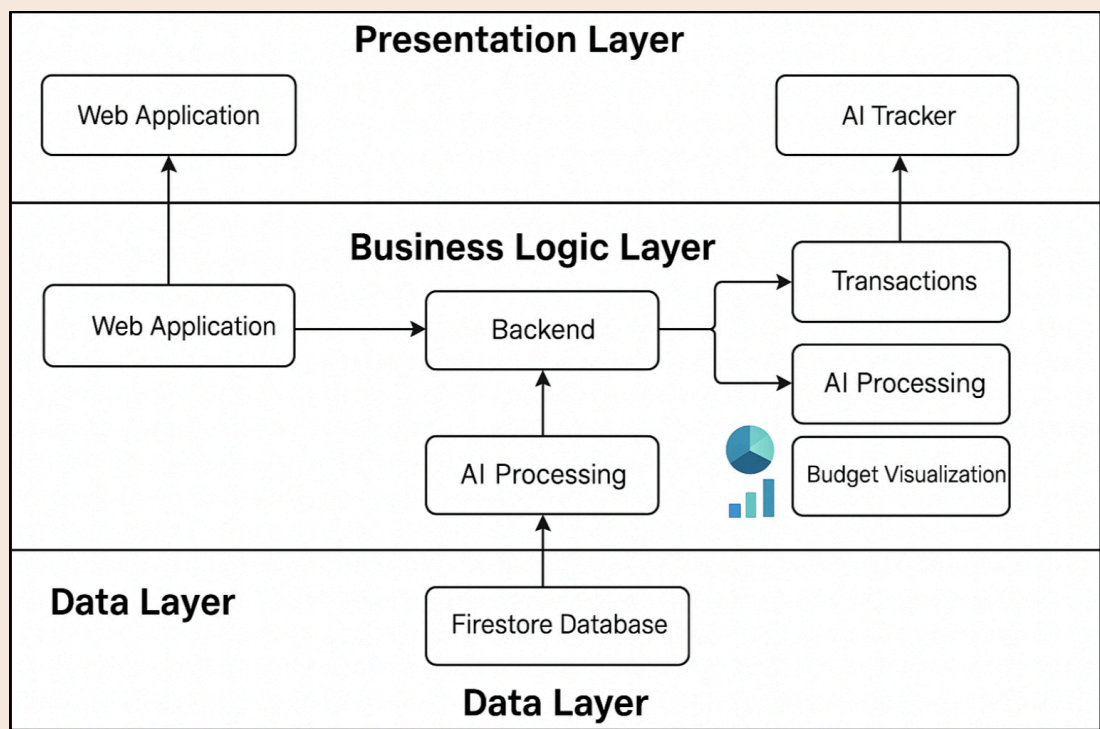 Presentation Layer
Web Application
AI Tracker
Business Logic Layer
Transactions
Web Application
Backend
AI Processing
AI Processing
Budget Visualization
Data Layer
Firestore Database
Data Layer